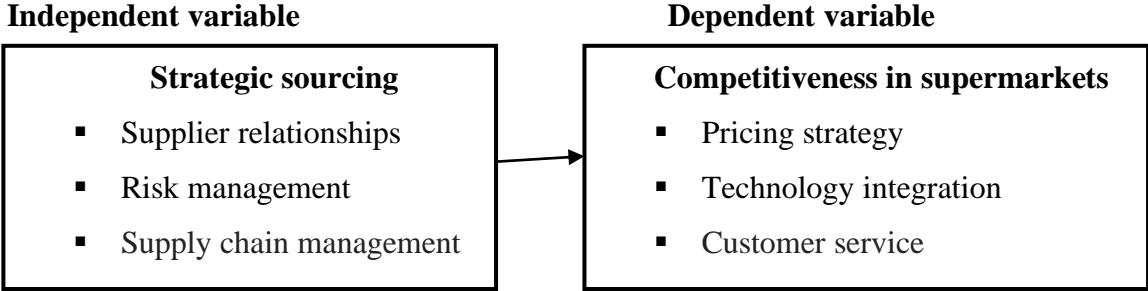 Independent variable
Dependent variable
Strategic sourcing
▪ Supplier relationships
▪ Risk management
▪ Supply chain management
Competitiveness in supermarkets
▪ Pricing strategy
▪ Technology integration
▪ Customer service